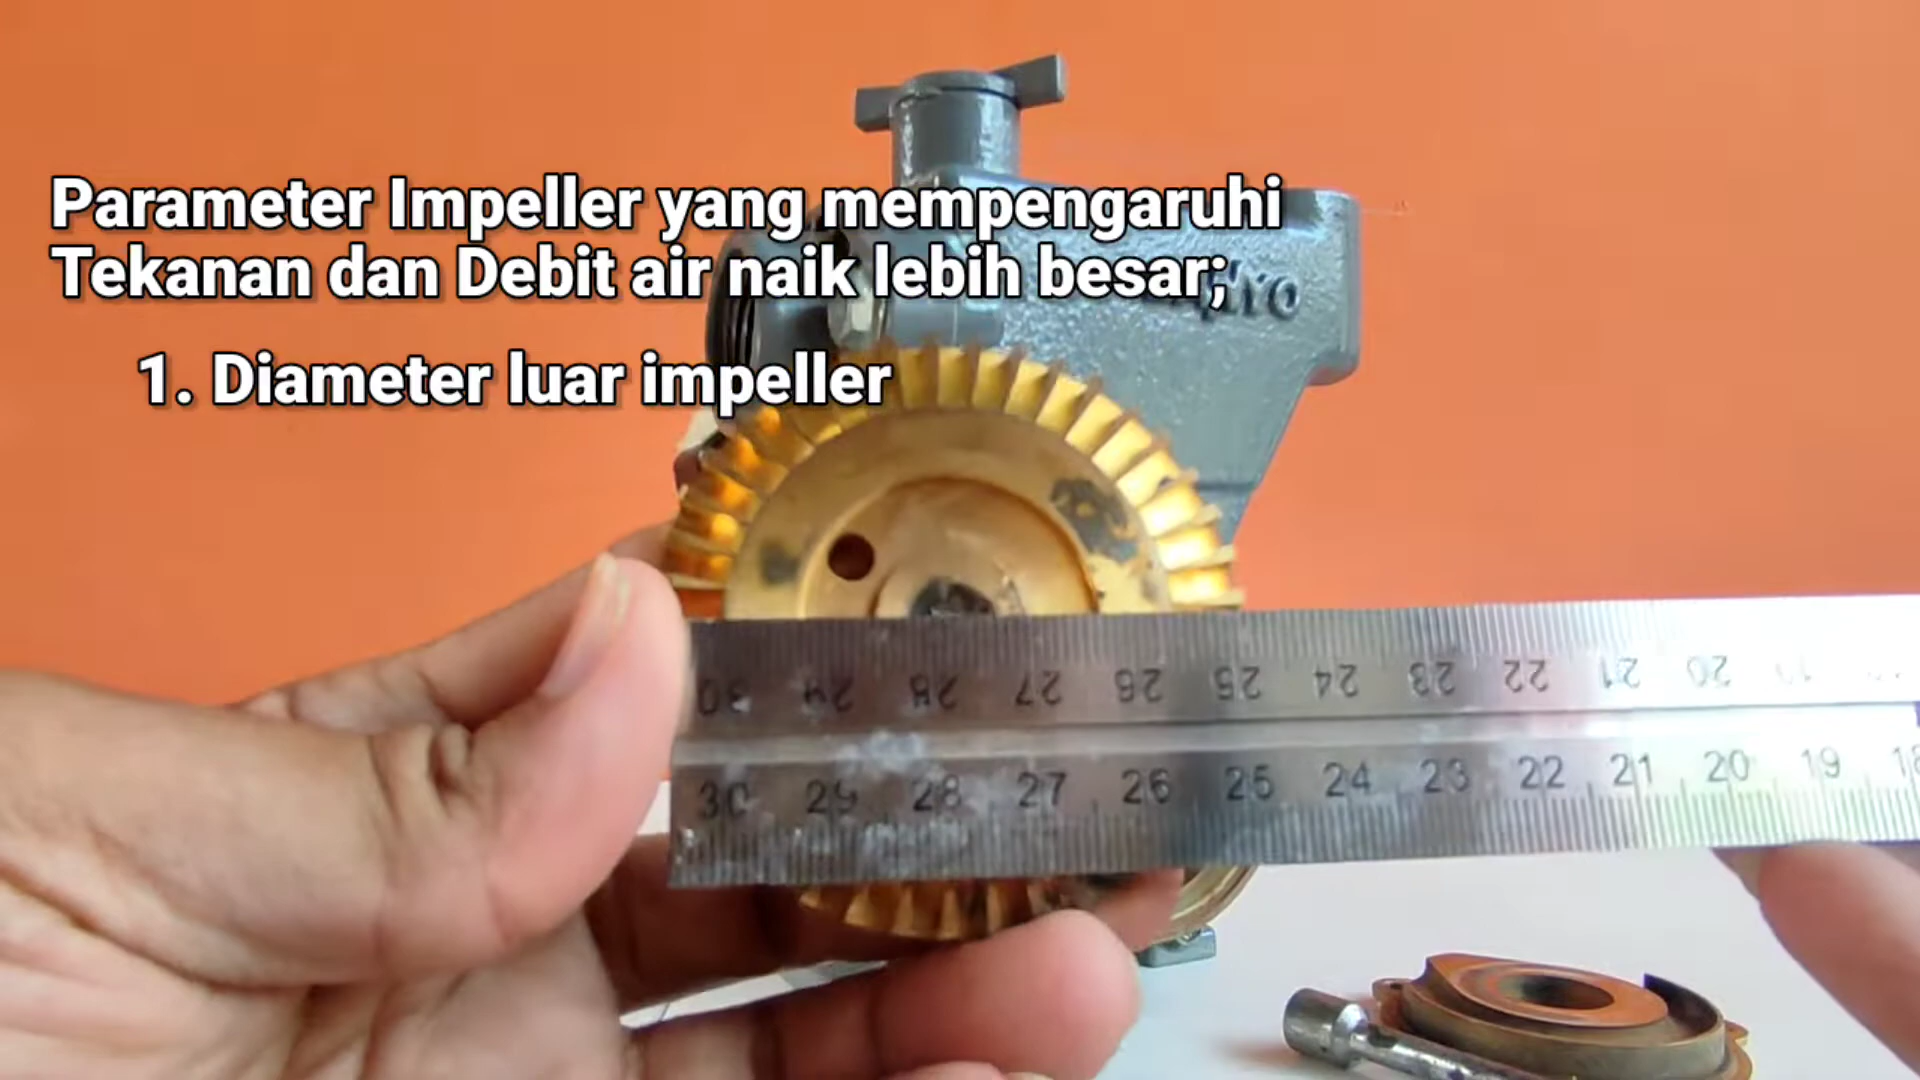 Parameter Impeller yang mempengaruhi
Tekanan dan Debit air naik lebih besar;
1. Diameter luar impeller
30 29 28 27 26 25 24 23 22 21 20
30 29 28 27 26 25 24 23 22 21 20 19 18